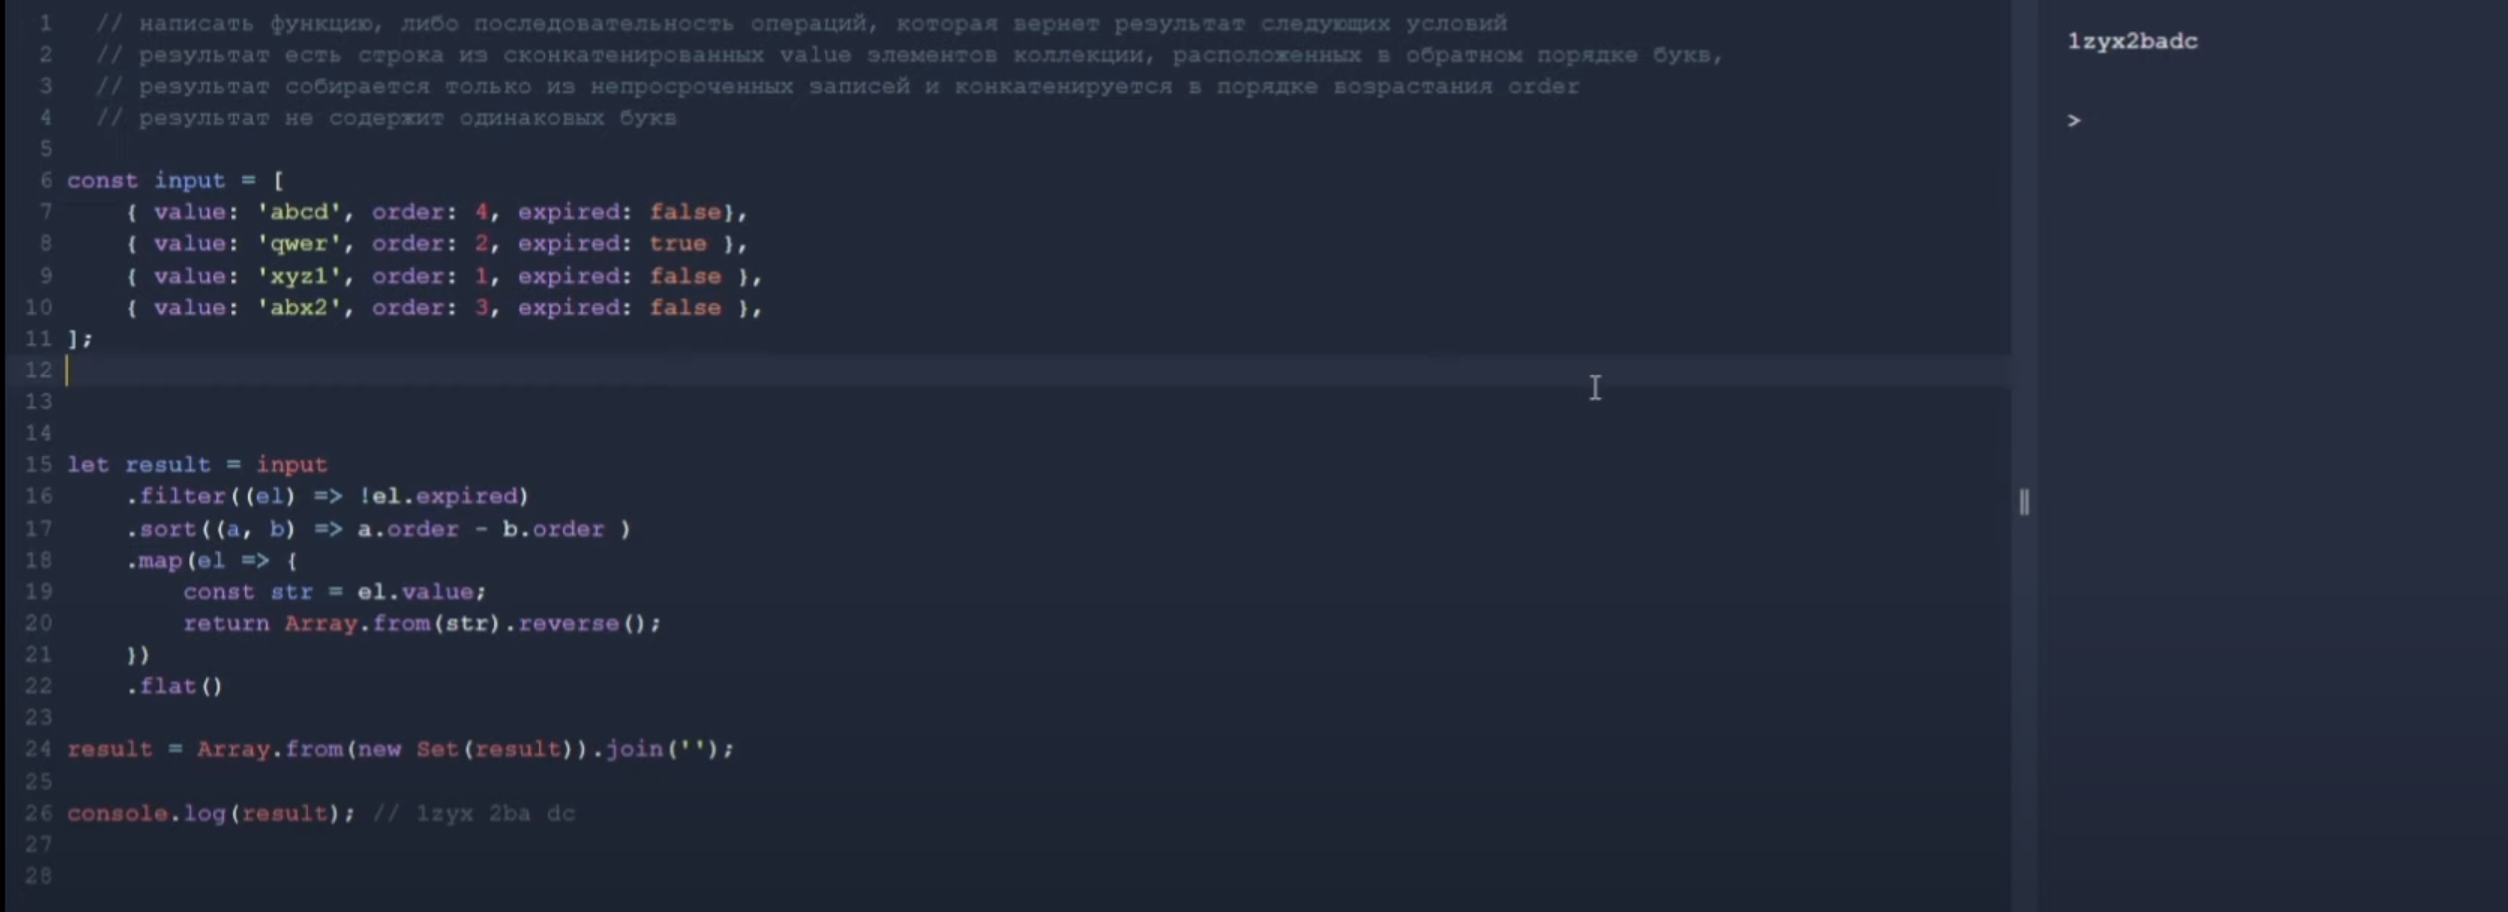 1 // написать функцию, либо последовательность операций, которая вернет результат следующих условий
2 // результат есть строка из сконкатенированных value элементов коллекции, расположенных в обратном порядке букв,
3 // результат собирается только из непросроченных записей и конкатенируется в порядке возрастания order
4 // результат не содержит одинаковых букв
5
6 const input = [
7 { value: 'abcd', order: 4, expired: false},
8 { value: 'qwer', order: 2, expired: true },
9 { value: 'xyz1', order: 1, expired: false },
10 { value: 'abx2', order: 3, expired: false },
11 ];
12
13
14
15 let result = input
16 .filter((el) => !el.expired)
17 .sort((a, b) => a.order - b.order )
18 .map(el => {
19 const str = el.value;
20 return Array.from(str).reverse();
21 })
22 .flat()
23
24 result = Array.from(new Set(result)).join('');
25
26 console.log(result); // 1zyx 2ba dc
27
28
1zyx2badc
>